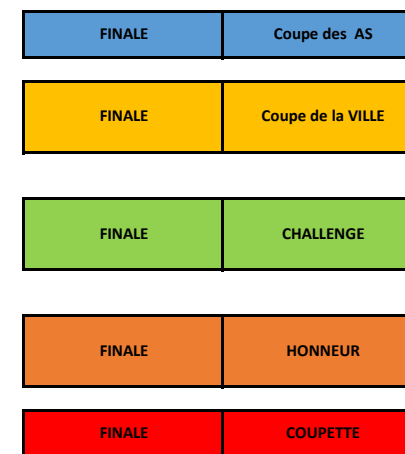 FINALE Coupe des AS
FINALE Coupe de la VILLE
FINALE CHALLENGE
FINALE HONNEUR
FINALE COUPETTE